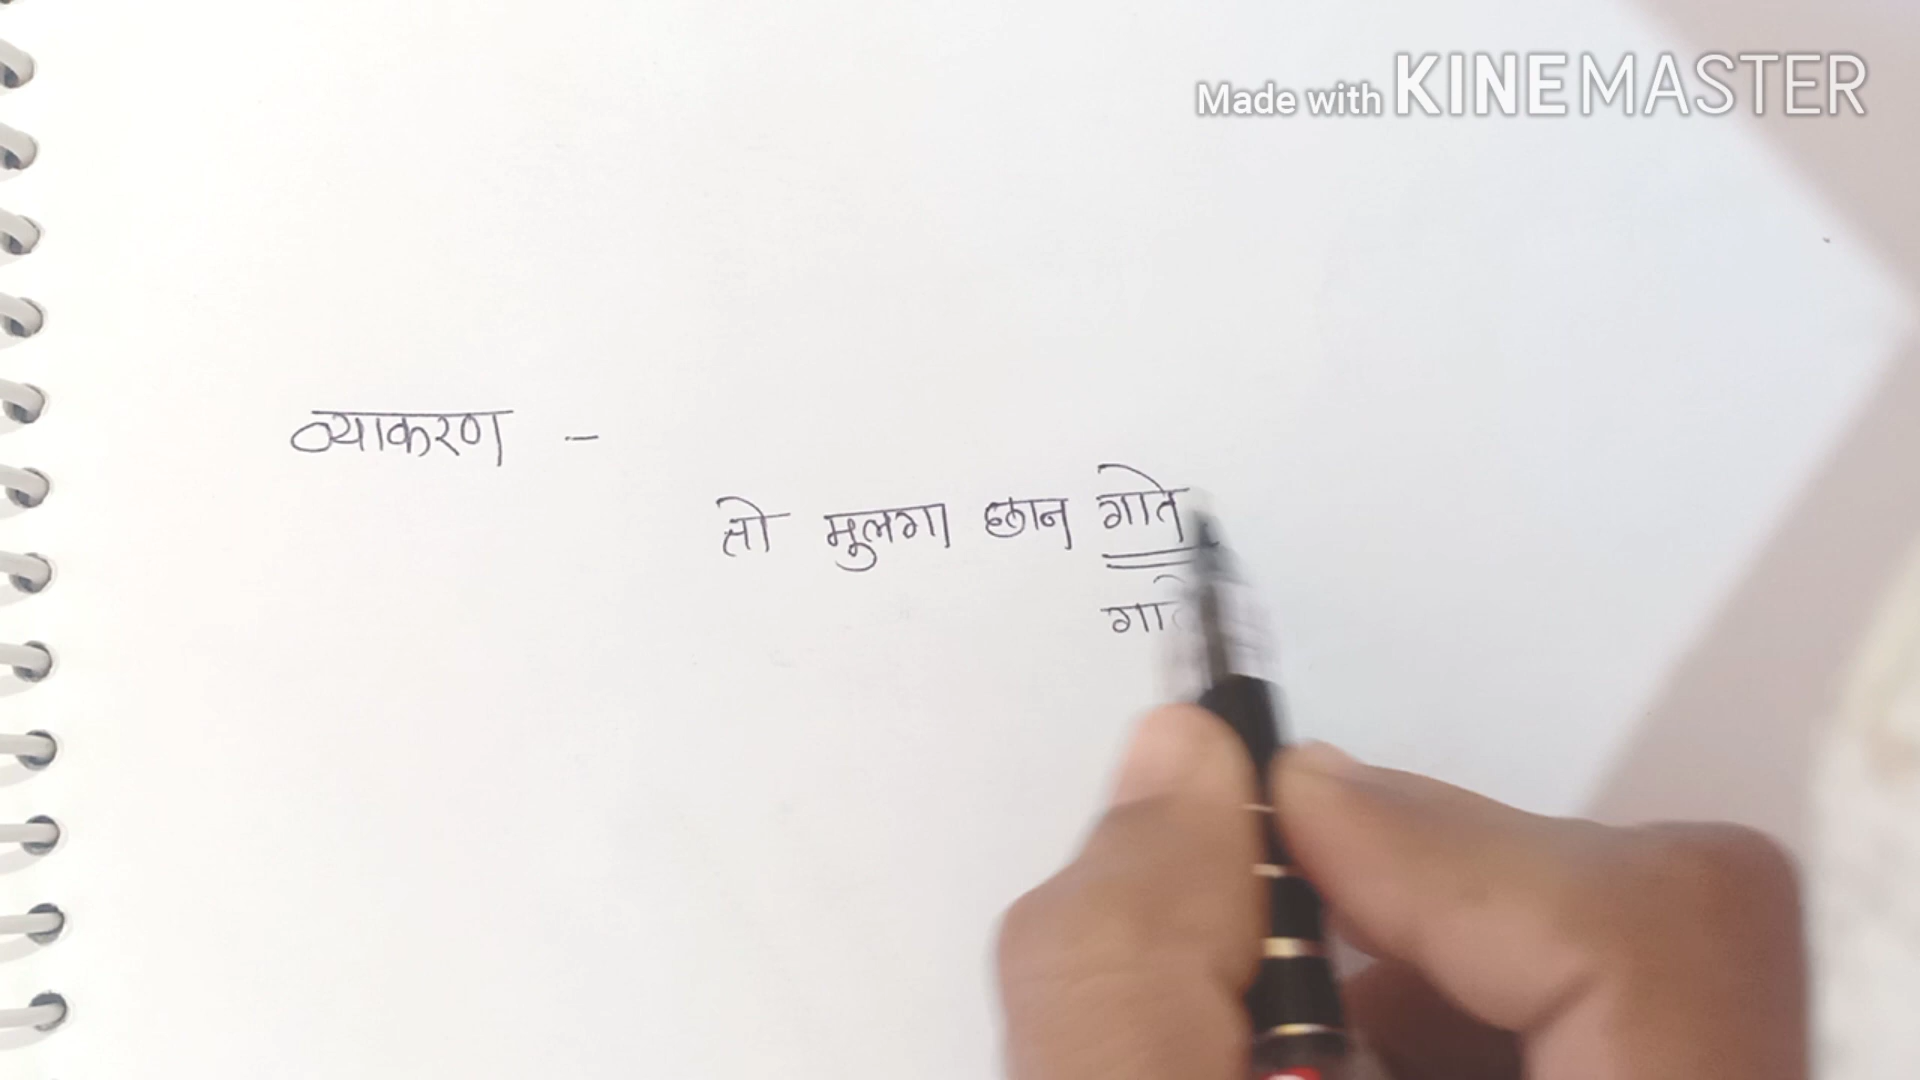 Made with KINEMASTER
व्याकरण -
तो मुलगा छान गाते